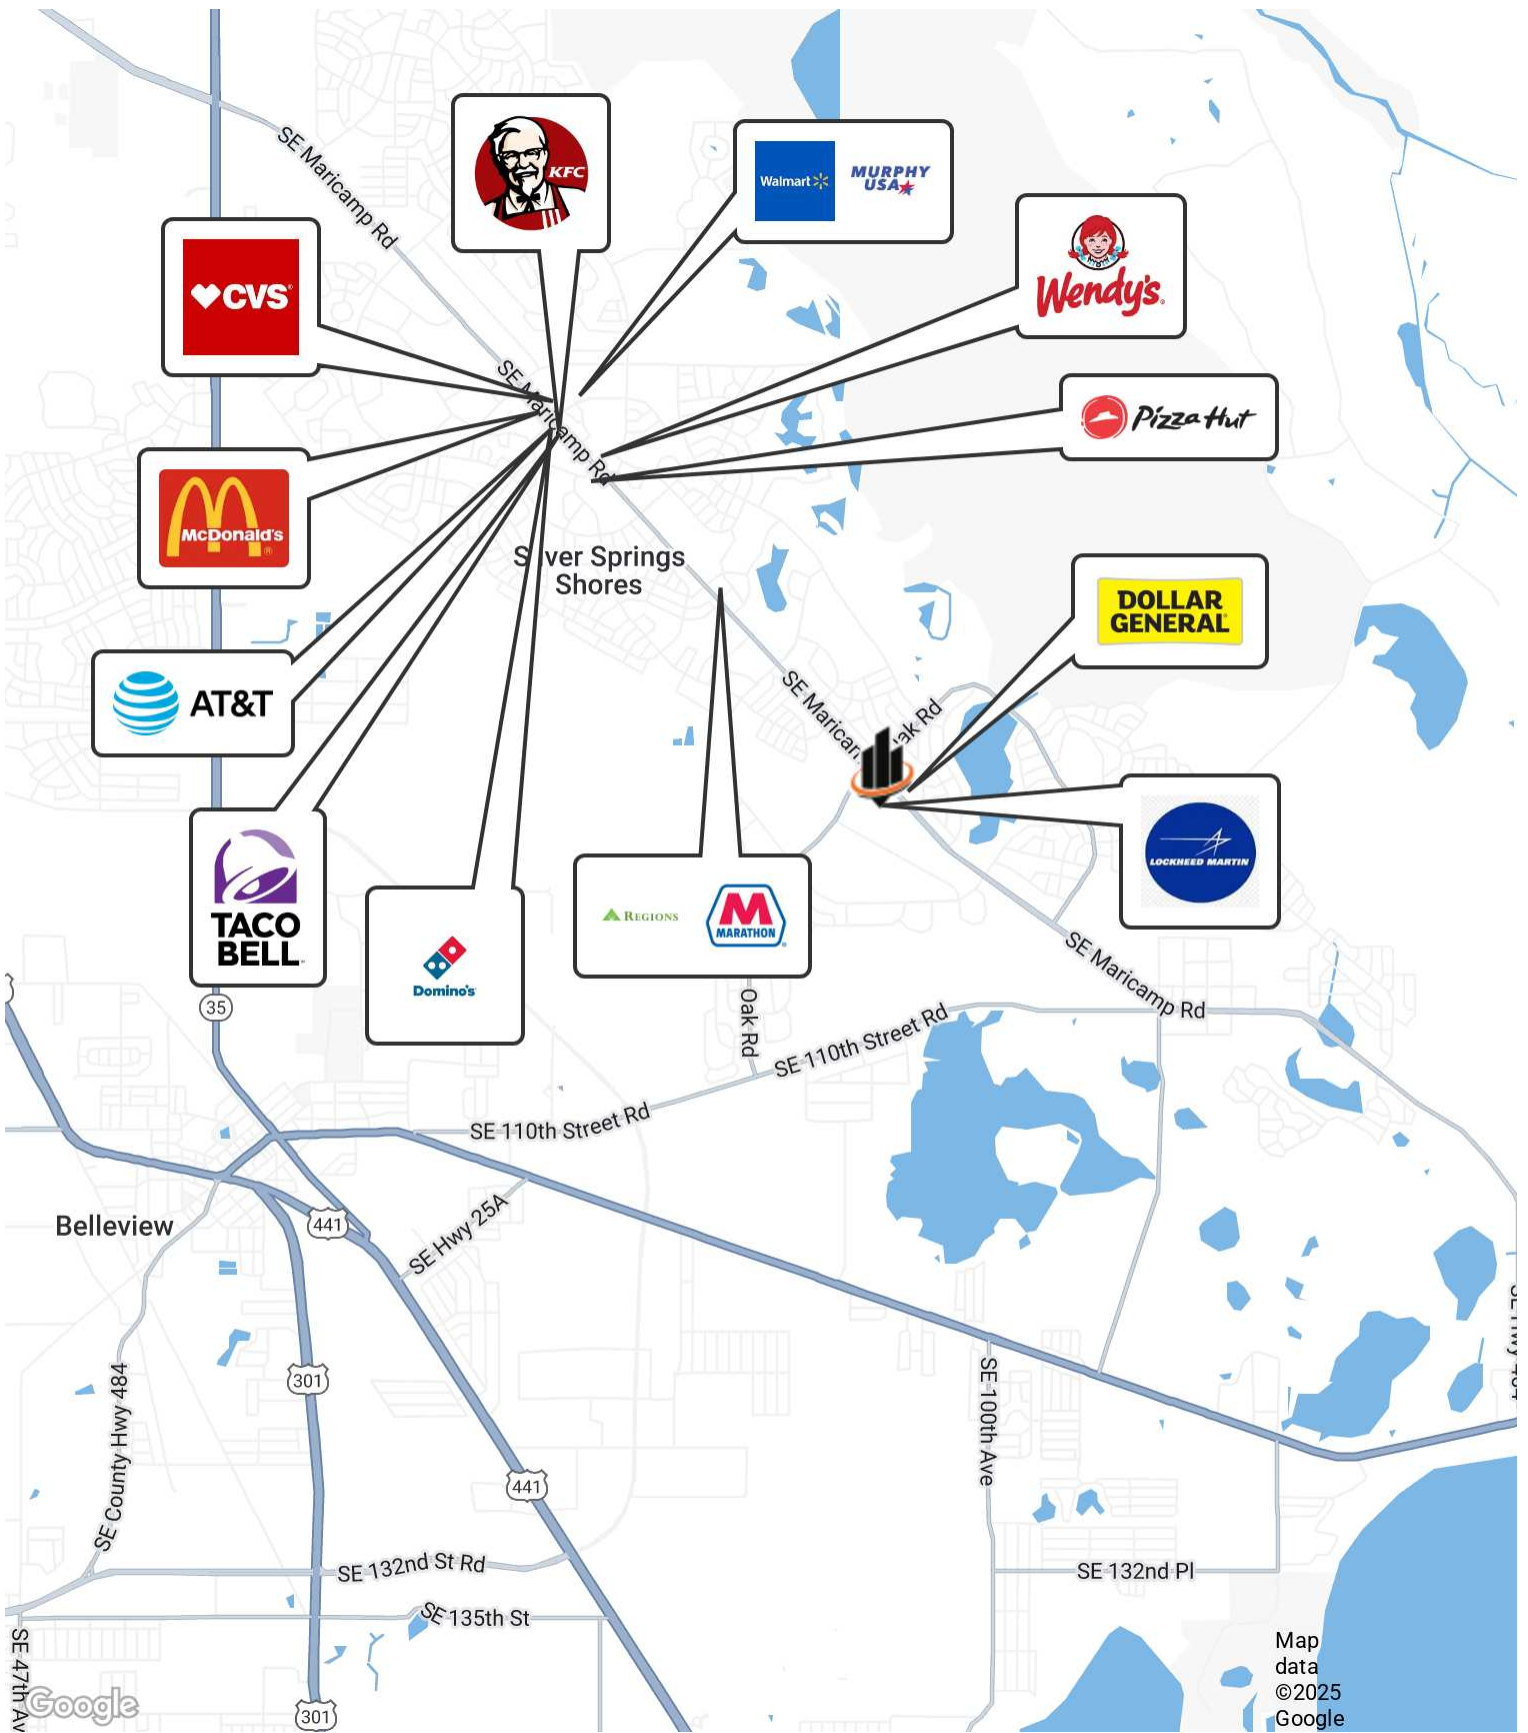 SE Maricamp Rd
KFC
Walmart
MURPHY
USA
CVS
Wendy's
SE Maricamp Rd
Pizza Hut
McDonald's
Silver Springs
Shores
DOLLAR
GENERAL
AT&T
SE Maricam
Oak Rd
LOCKHEED MARTIN
TACO
BELL
REGIONS
MARATHON
Domino's
SE Maricamp Rd
35
Oak Rd
SE 110th Street Rd
SE 110th Street Rd
Belleview
441
SE Hwy 25A
301
SE County Hwy 484
SE 100th Ave
SE Hwy 464
441
SE 132nd St Rd
SE 132nd Pl
SE 135th St
SE 47th Av
Google
301
Map
data
©2025
Google